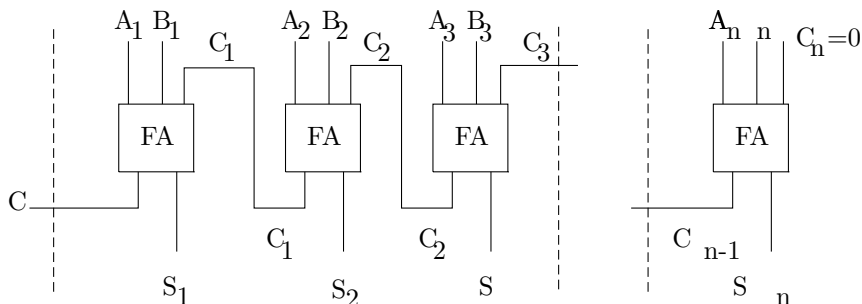 A₁ B₁ C₁ A₂ B₂ C₂ A₃ B₃ C₃ Aₙ ₙ Cₙ=0
FA FA FA FA
C
C₁ C₂ C ₙ₋₁
S₁ S₂ S S ₙ